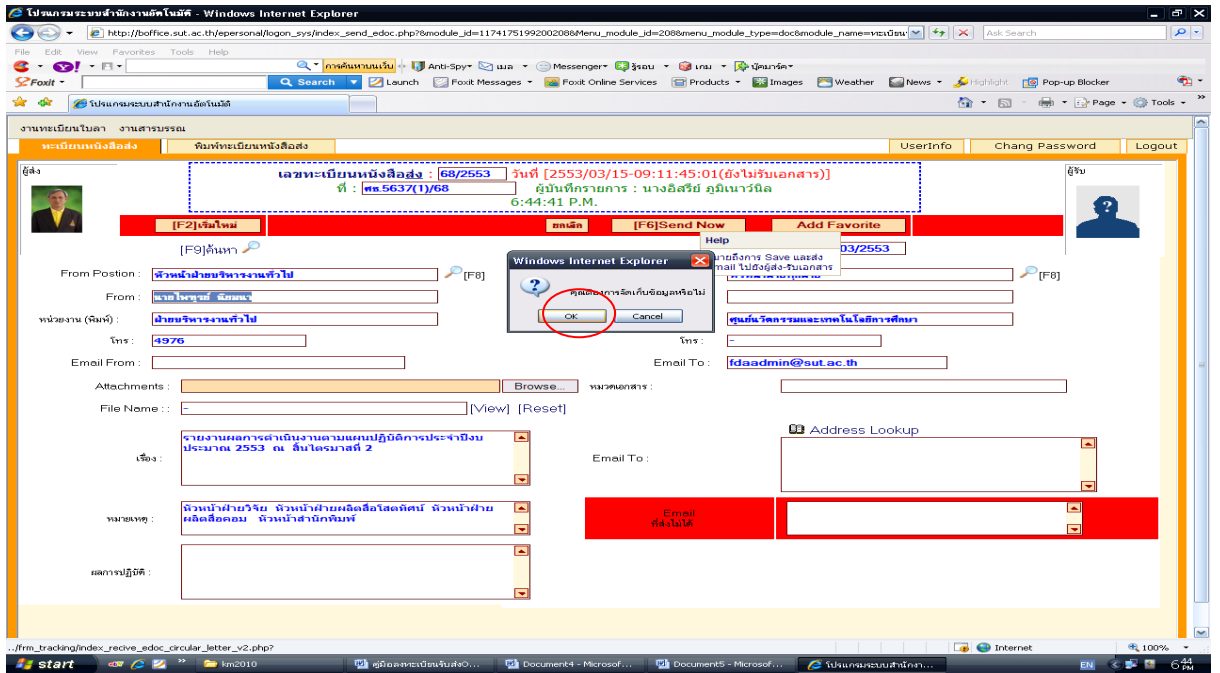 โปรแกรมระบบสำนักงานอัตโนมัติ - Windows Internet Explorer
http://boffice.sut.ac.th/epersonal/logon_sys/index_send_edoc.php?&module_id=11741751992002088&Menu_module_id=208&menu_module_type=doc&module_name=ทะเบียน
Ask Search
File Edit View Favorites Tools Help
การค้นหาบนเว็บ Anti-Spy เมล Messenger รู้รอบ เกม บุ๊คมาร์ค
Foxit Search Launch Foxit Messages Foxit Online Services Products Images Weather News Highlight Pop-up Blocker
โปรแกรมระบบสำนักงานอัตโนมัติ Page Tools
งานทะเบียนใบลา งานสารบรรณ
ทะเบียนหนังสือส่ง พิมพ์ทะเบียนหนังสือส่ง UserInfo Chang Password Logout
ผู้ส่ง ผู้รับ
เลขทะเบียนหนังสือส่ง : 68/2553 วันที่ [2553/03/15-09:11:45:01(ยังไม่รับเอกสาร)]
ที่ : ศธ.5637(1)/68 ผู้บันทึกรายการ : นางอิสรีย์ ภูมิเนาว์นิล
6:44:41 P.M.
[F2]เริ่มใหม่ ยกเลิก [F6]Send Now Add Favorite
[F9]ค้นหา Help 03/2553
หมายถึงการ Save และส่ง
mail ไปยังผู้ส่ง-รับเอกสาร
Windows Internet Explorer
คุณต้องการจัดเก็บข้อมูลหรือไม่
OK Cancel
From Postion : หัวหน้าฝ่ายบริหารงานทั่วไป [F8] [F8]
From :
หน่วยงาน (พิมพ์) : ฝ่ายบริหารงานทั่วไป ศูนย์นวัตกรรมและเทคโนโลยีการศึกษา
โทร : 4976 โทร : -
Email From : Email To : fdaadmin@sut.ac.th
Attachments : Browse... หมวดเอกสาร :
File Name : : - [View] [Reset]
Address Lookup
เรื่อง : รายงานผลการดำเนินงานตามแผนปฏิบัติการประจำปีงบ
ประมาณ 2553 ณ สิ้นไตรมาสที่ 2
Email To :
หมายเหตุ : หัวหน้าฝ่ายวิจัย หัวหน้าฝ่ายผลิตสื่อโสตทัศน์ หัวหน้าฝ่าย
ผลิตสื่อคอม หัวหน้าสำนักพิมพ์
Email
ที่ส่งไม่ได้
ผลการปฏิบัติ :
../frm_tracking/index_recive_edoc_circular_letter_v2.php? Internet 100%
start km2010 คู่มือลงทะเบียนรับส่งO... Document4 - Microsof... Document5 - Microsof... โปรแกรมระบบสำนักงา... EN 6:44 PM